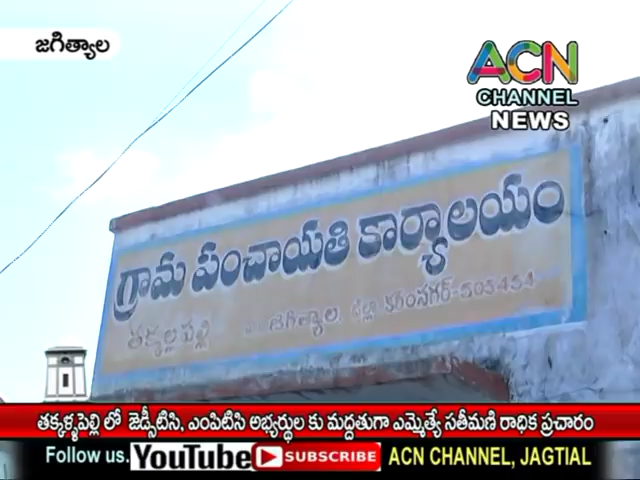 జగిత్యాల
ACN
CHANNEL
NEWS
గ్రామ పంచాయతి కార్యాలయం
తక్కళ్లపల్లి జగిత్యాల, జిల్లా కరీంనగర్-505454
తక్కళ్ళపెల్లి లో జెడ్పీటిసి, ఎంపిటిసి అభ్యర్థుల కు మద్దతుగా ఎమ్మెల్యే సతీమణి రాధిక ప్రచారం
Follow us. YouTube SUBSCRIBE ACN CHANNEL, JAGTIAL